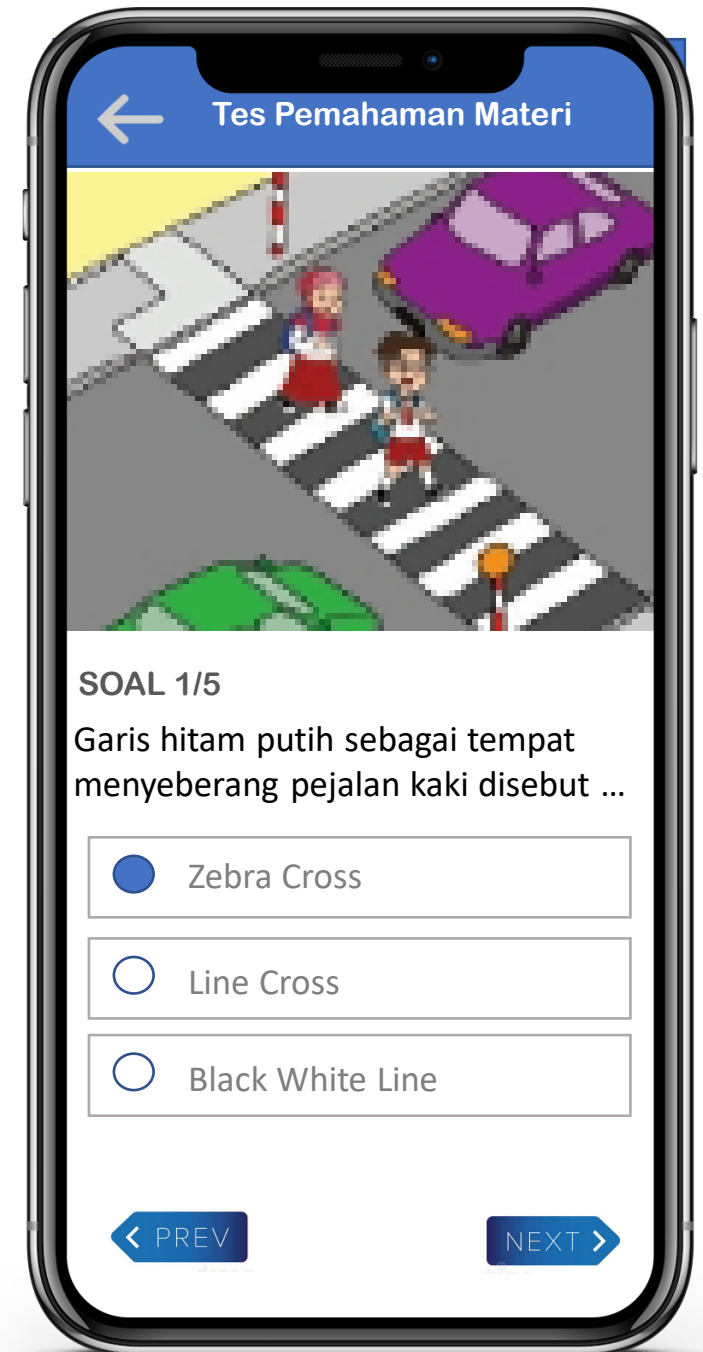 Tes Pemahaman Materi
SOAL 1/5
Garis hitam putih sebagai tempat
menyeberang pejalan kaki disebut ...
Zebra Cross
Line Cross
Black White Line
PREV
NEXT